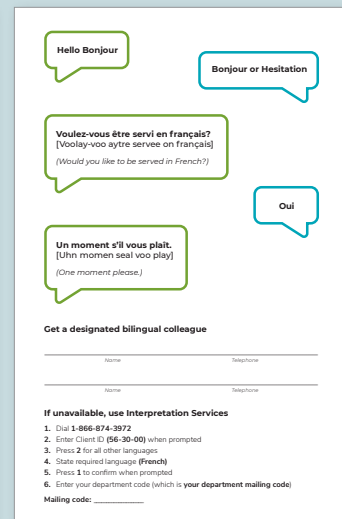 Hello Bonjour
Bonjour or Hesitation
Voulez-vous être servi en français?
[Voolay-voo aytre servee on français]
(Would you like to be served in French?)
Oui
Un moment s'il vous plait.
[Uhn momen seal voo play]
(One moment please.)
Get a designated bilingual colleague
Name Telephone
Name Telephone
If unavailable, use Interpretation Services
1. Dial 1-866-874-3972
2. Enter Client ID (56-30-00) when prompted
3. Press 2 for all other languages
4. State required language (French)
5. Press 1 to confirm when prompted
6. Enter your department code (which is your department mailing code)
Mailing code: ____________